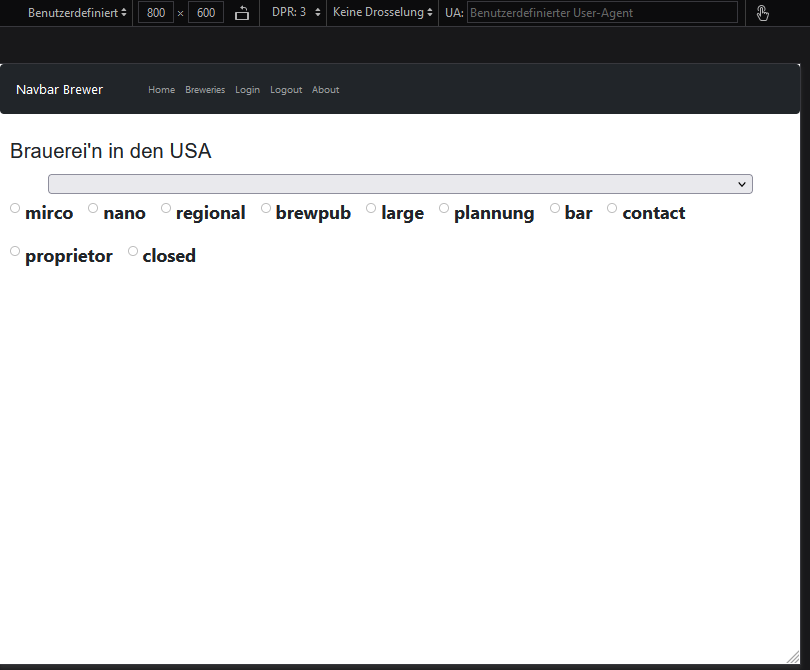 Benutzerdefiniert 800 × 600 DPR: 3 Keine Drosselung UA: Benutzerdefinierter User-Agent
Navbar Brewer Home Breweries Login Logout About
Brauerei'n in den USA
mirco nano regional brewpub large plannung bar contact
proprietor closed